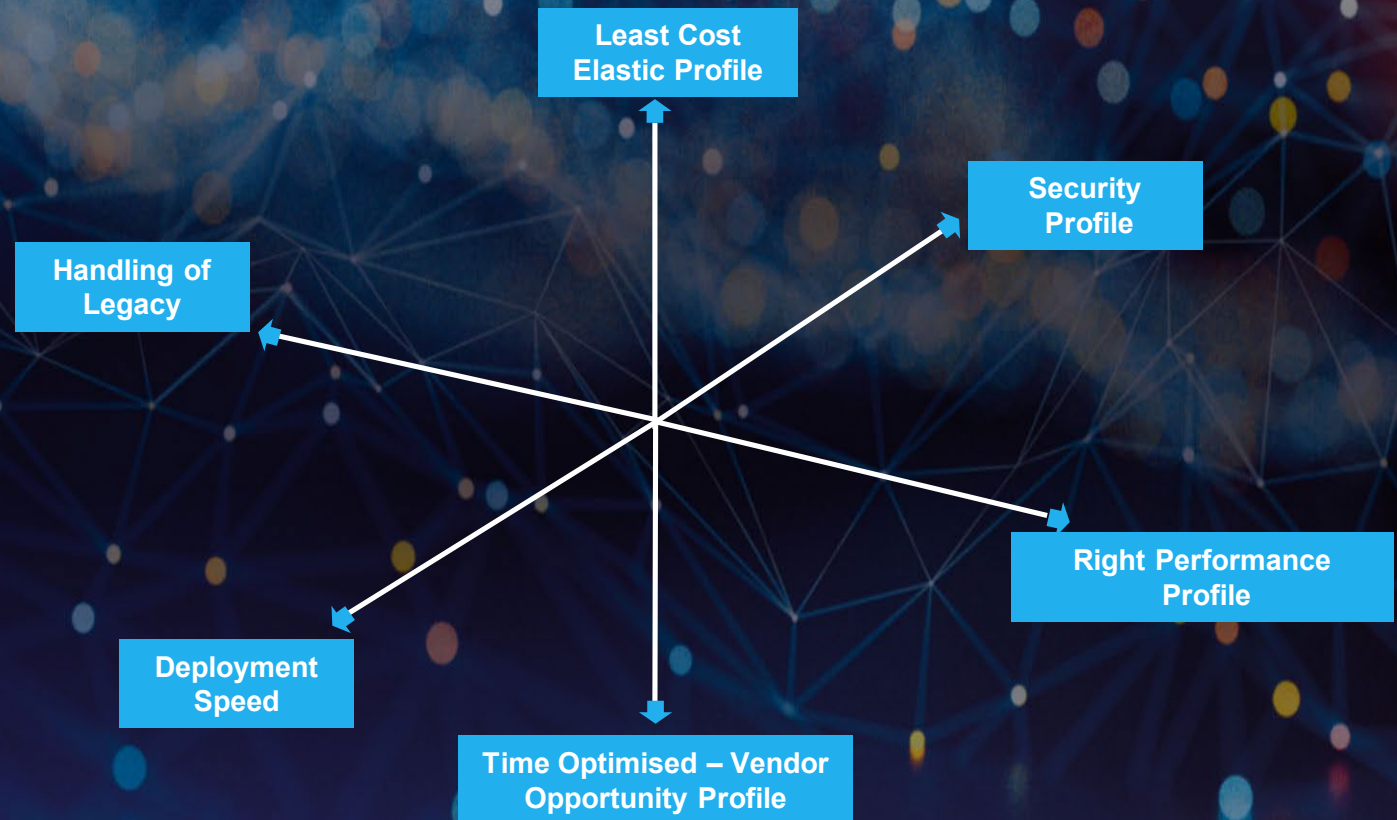 Least Cost
Elastic Profile
Security
Profile
Handling of
Legacy
Right Performance
Profile
Deployment
Speed
Time Optimised – Vendor
Opportunity Profile